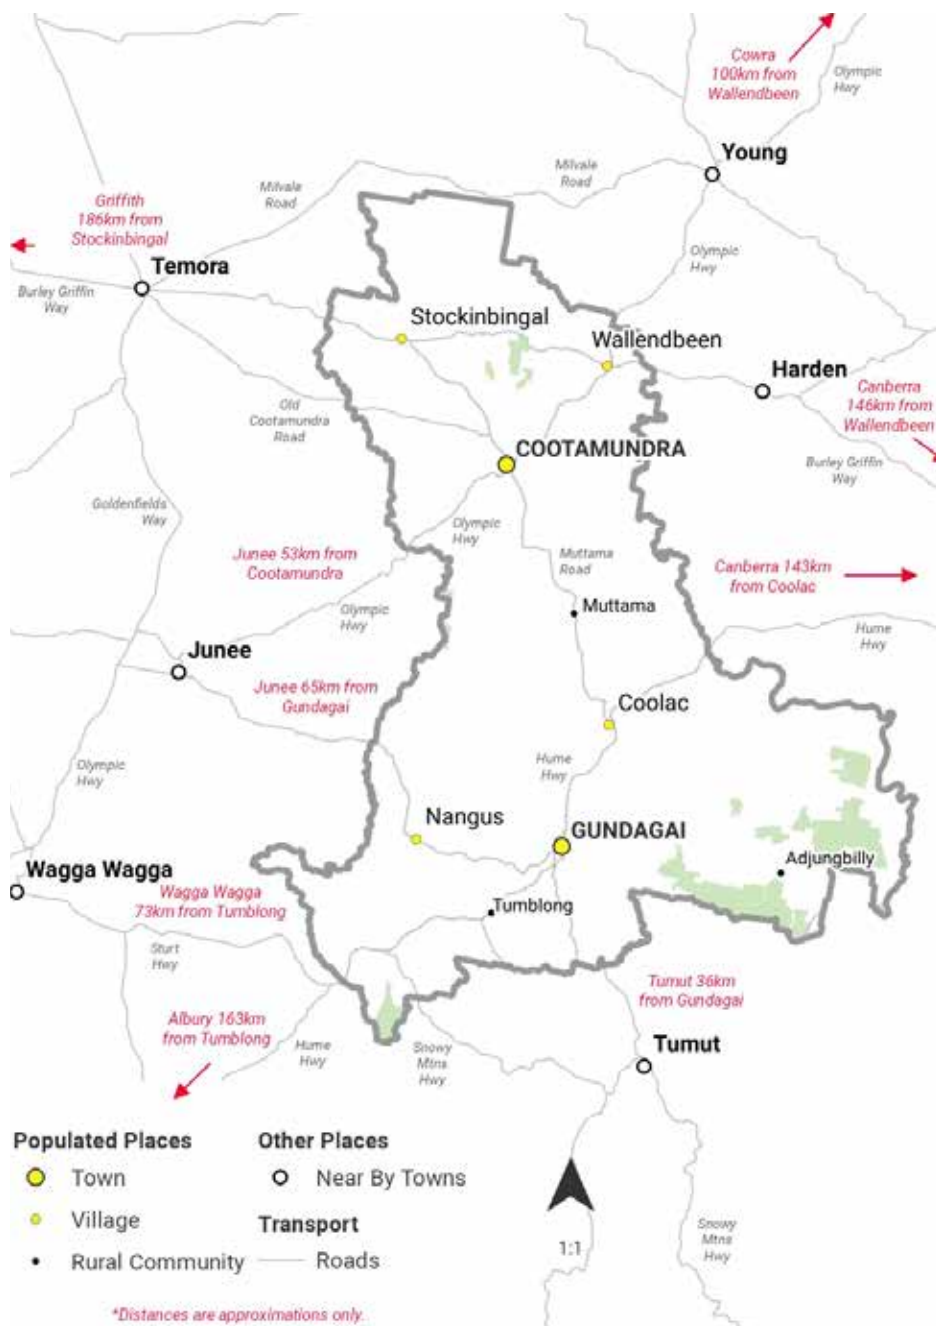 Cowra
100km from
Wallendbeen
Olympic
Hwy
Young
Milvale
Road
Milvale
Road
Griffith
186km from
Stockinbingal
Temora
Burley Griffin
Way
Olympic
Hwy
Stockinbingal
Wallendbeen
Harden
Canberra
146km from
Wallendbeen
Old
Cootamundra
Road
COOTAMUNDRA
Burley Griffin
Way
Goldenfields
Way
Olympic
Hwy
Junee 53km from
Cootamundra
Muttama
Road
Canberra 143km
from Coolac
Olympic
Hwy
Muttama
Hume
Hwy
Junee
Junee 65km from
Gundagai
Coolac
Olympic
Hwy
Hume
Hwy
Nangus
GUNDAGAI
Adjungbilly
Wagga Wagga
Wagga Wagga
73km from Tumblong
Tumblong
Sturt
Hwy
Tumut 36km
from Gundagai
Albury 163km
from Tumblong
Hume
Hwy
Snowy
Mtns
Hwy
Tumut
Populated Places
Town
Village
Rural Community
Other Places
Near By Towns
Transport
Roads
1:1
Snowy
Mtns
Hwy
*Distances are approximations only.